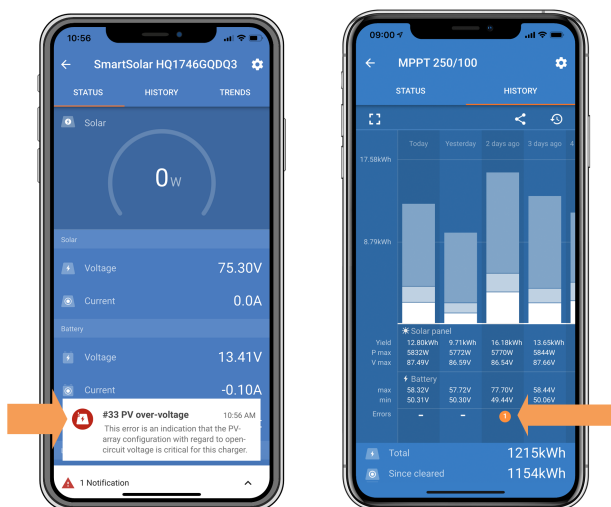 10:56
SmartSolar HQ1746GQDQ3
STATUS HISTORY TRENDS
Solar
0W
Solar
Voltage 75.30V
Current 0.0A
Battery
Voltage 13.41V
Current -0.10A
#33 PV over-voltage 10:56 AM
This error is an indication that the PV-
array configuration with regard to open-
circuit voltage is critical for this charger.
1 Notification
09:00
MPPT 250/100
STATUS HISTORY
Today Yesterday 2 days ago 3 days ago 4
17.58kWh
8.79kWh
Solar panel
Yield 12.80kWh 9.71kWh 16.18kWh 13.65kWh
P max 5832W 5772W 5770W 5844W
V max 87.49V 86.59V 86.54V 87.66V
Battery
max 58.32V 57.72V 77.70V 58.44V
min 50.31V 50.30V 49.44V 50.06V
Errors – – 1
Total 1215kWh
Since cleared 1154kWh